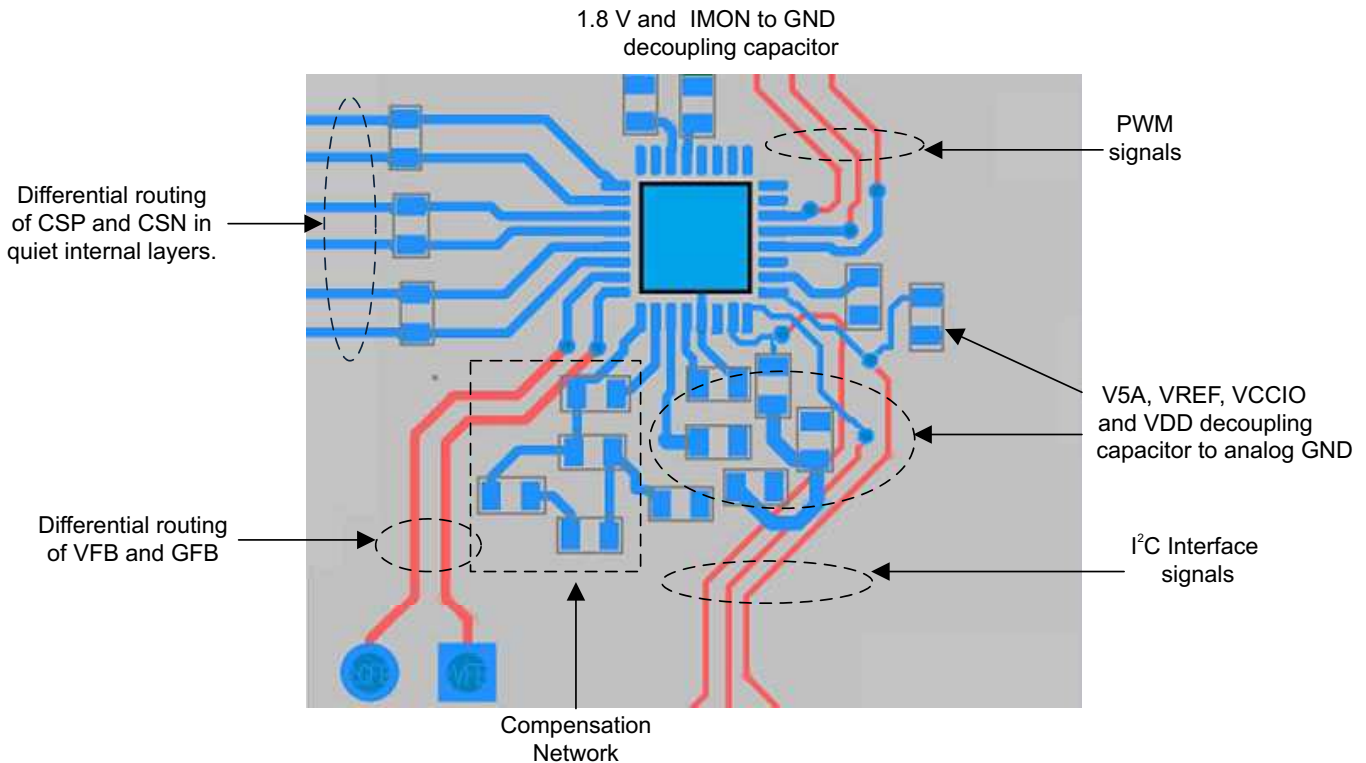 1.8 V and IMON to GND
decoupling capacitor
PWM
signals
Differential routing
of CSP and CSN in
quiet internal layers.
V5A, VREF, VCCIO
and VDD decoupling
capacitor to analog GND
Differential routing
of VFB and GFB
I²C Interface
signals
Compensation
Network